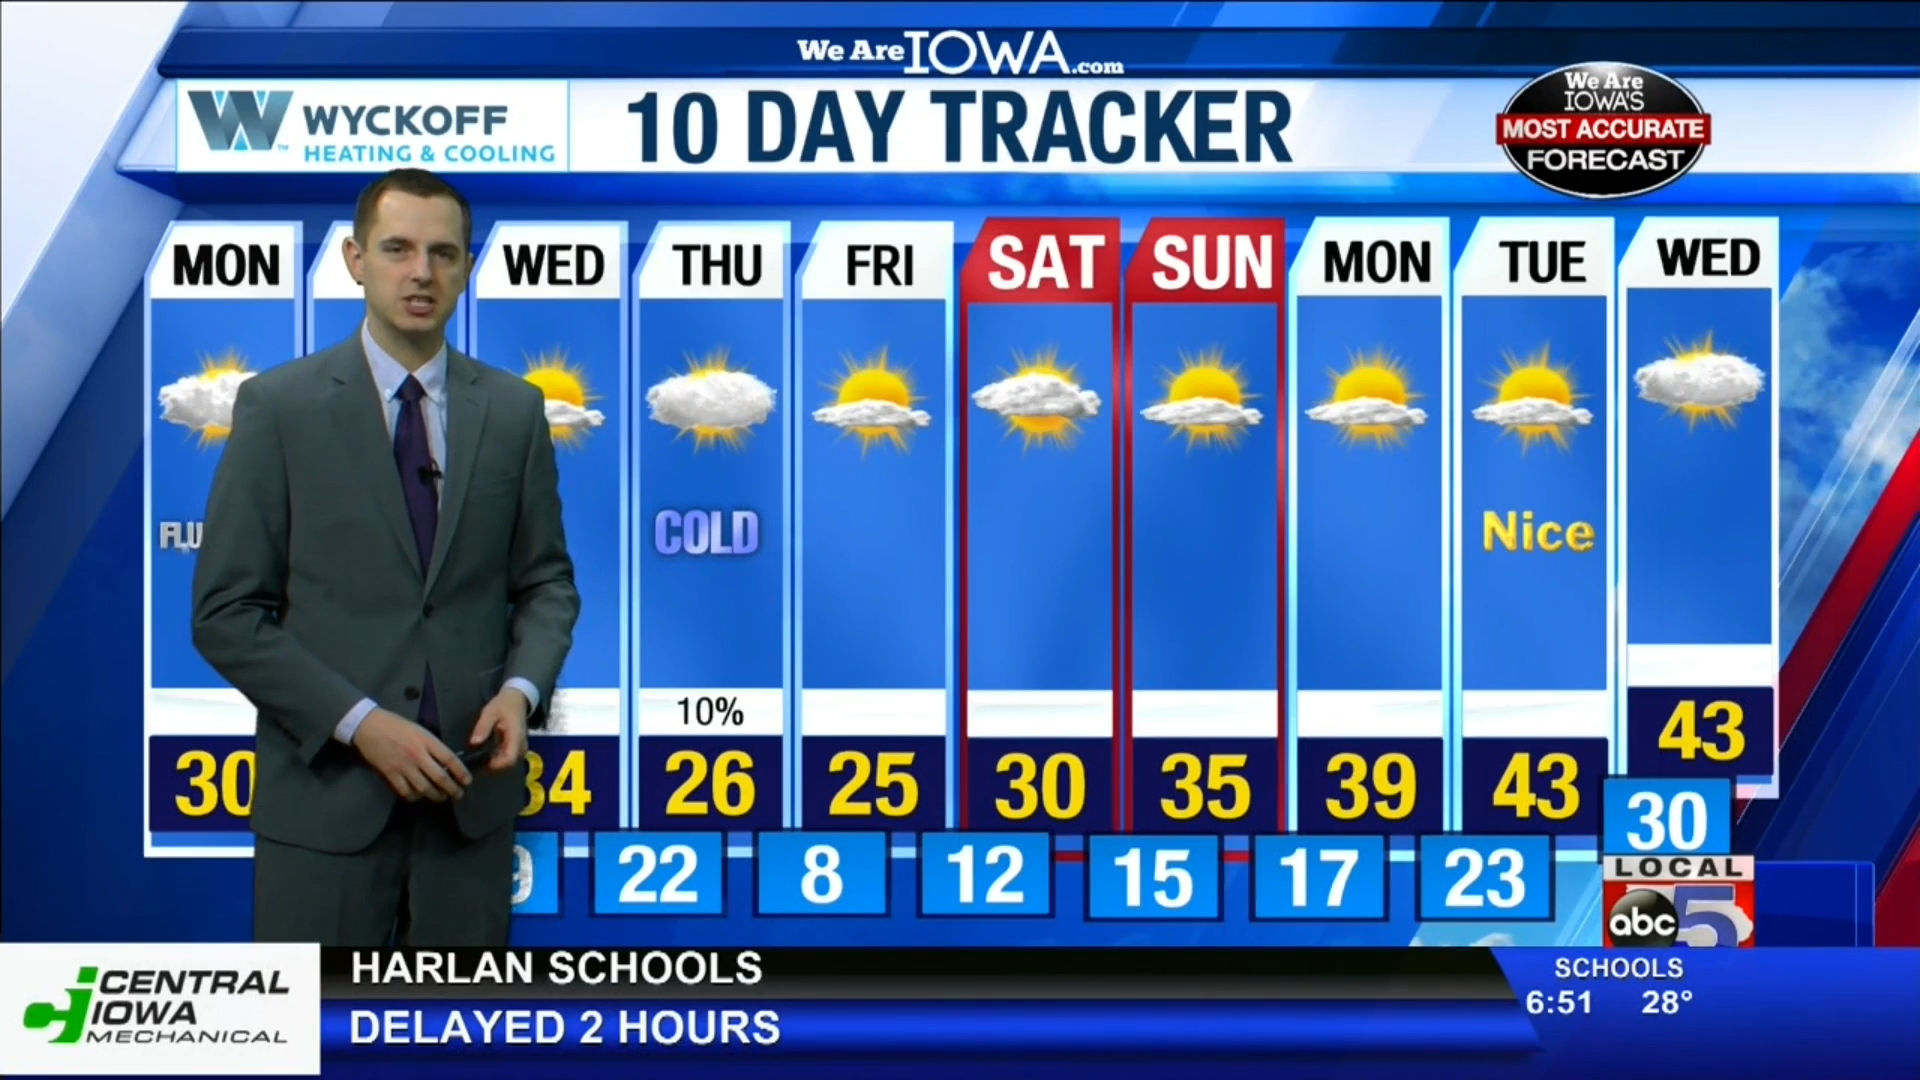 We Are IOWA.com
WYCKOFF
HEATING & COOLING
10 DAY TRACKER
We Are
IOWA'S
MOST ACCURATE
FORECAST
MON WED THU FRI SAT SUN MON TUE WED
COLD Nice
10%
30 34 26 25 30 35 39 43 43
22 8 12 15 17 23 30
LOCAL
abc 5
CENTRAL
IOWA
MECHANICAL
HARLAN SCHOOLS
DELAYED 2 HOURS
SCHOOLS
6:51 28°